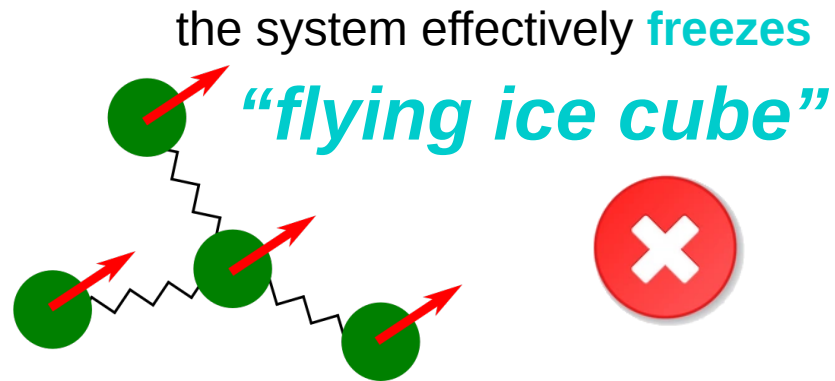 the system effectively freezes
“flying ice cube”